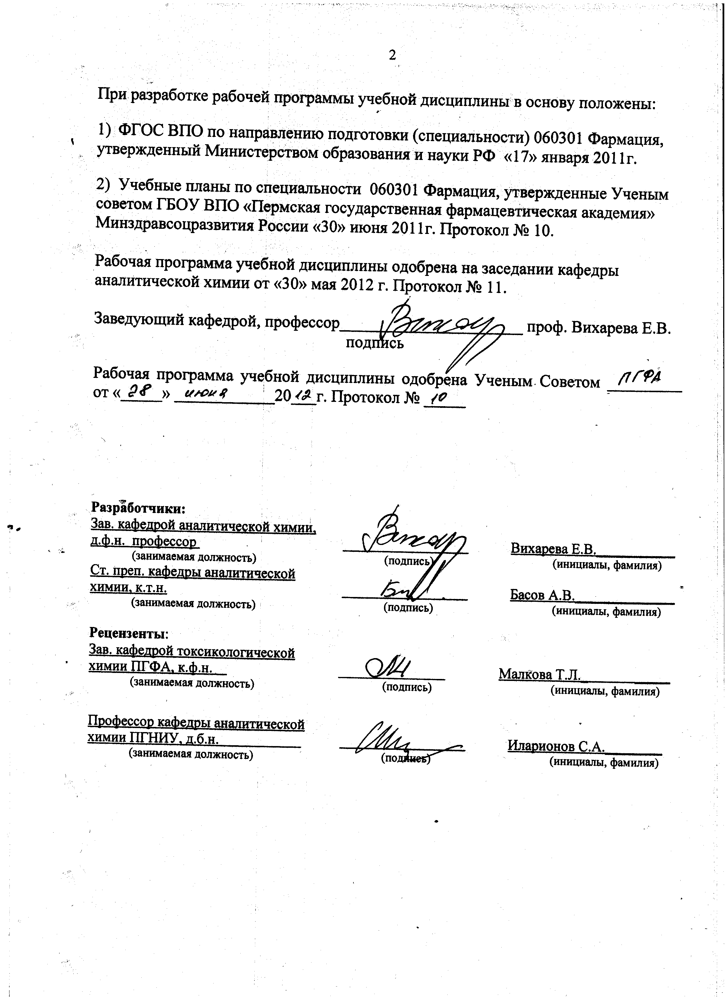 2
При разработке рабочей программы учебной дисциплины в основу положены:
1) ФГОС ВПО по направлению подготовки (специальности) 060301 Фармация,
утвержденный Министерством образования и науки РФ «17» января 2011г.
2) Учебные планы по специальности 060301 Фармация, утвержденные Ученым
советом ГБОУ ВПО «Пермская государственная фармацевтическая академия»
Минздравсоцразвития России «30» июня 2011г. Протокол № 10.
Рабочая программа учебной дисциплины одобрена на заседании кафедры
аналитической химии от «30» мая 2012 г. Протокол № 11.
Заведующий кафедрой, профессор проф. Вихарева Е.В.
подпись
Рабочая программа учебной дисциплины одобрена Ученым Советом ПГФА
от «28» июня 2012г. Протокол № 10
Разработчики:
Зав. кафедрой аналитической химии,
д.ф.н. профессор Вихарева Е.В.
(занимаемая должность) (подпись) (инициалы, фамилия)
Ст. преп. кафедры аналитической
химии, к.т.н. Басов А.В.
(занимаемая должность) (подпись) (инициалы, фамилия)
Рецензенты:
Зав. кафедрой токсикологической
химии ПГФА, к.ф.н. Малкова Т.Л.
(занимаемая должность) (подпись) (инициалы, фамилия)
Профессор кафедры аналитической
химии ПГНИУ, д.б.н. Иларионов С.А.
(занимаемая должность) (подпись) (инициалы, фамилия)